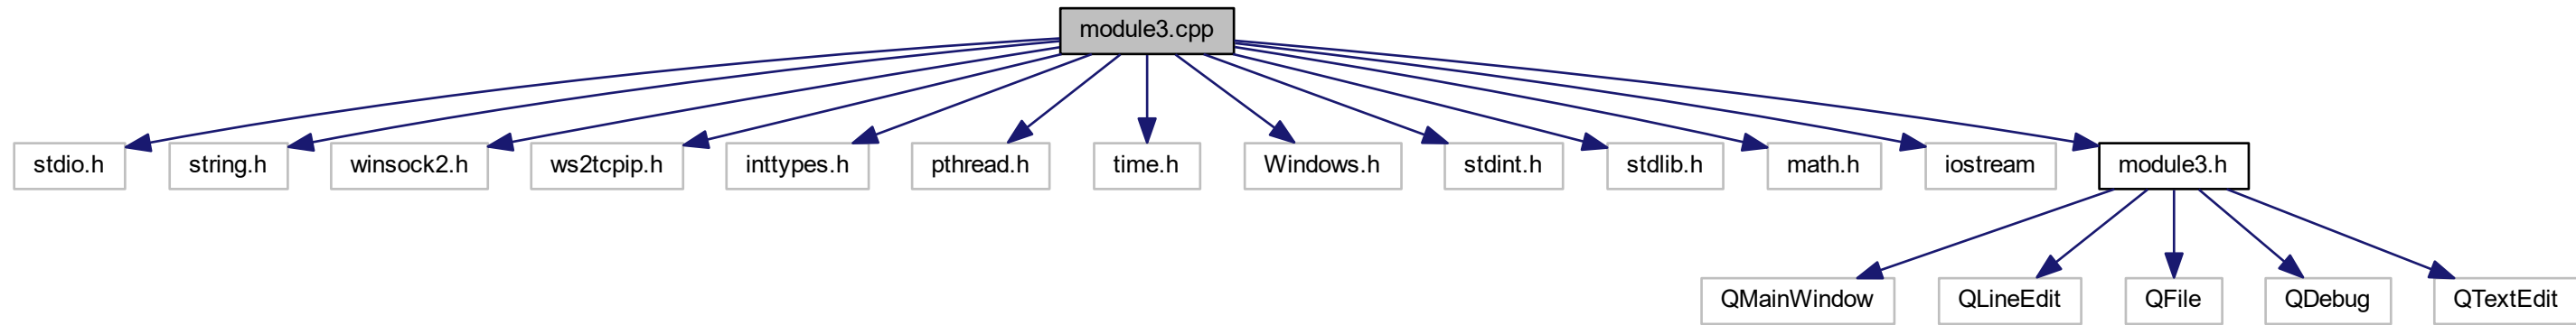 module3.cpp
stdio.h
string.h
winsock2.h
ws2tcpip.h
inttypes.h
pthread.h
time.h
Windows.h
stdint.h
stdlib.h
math.h
iostream
module3.h
QMainWindow
QLineEdit
QFile
QDebug
QTextEdit